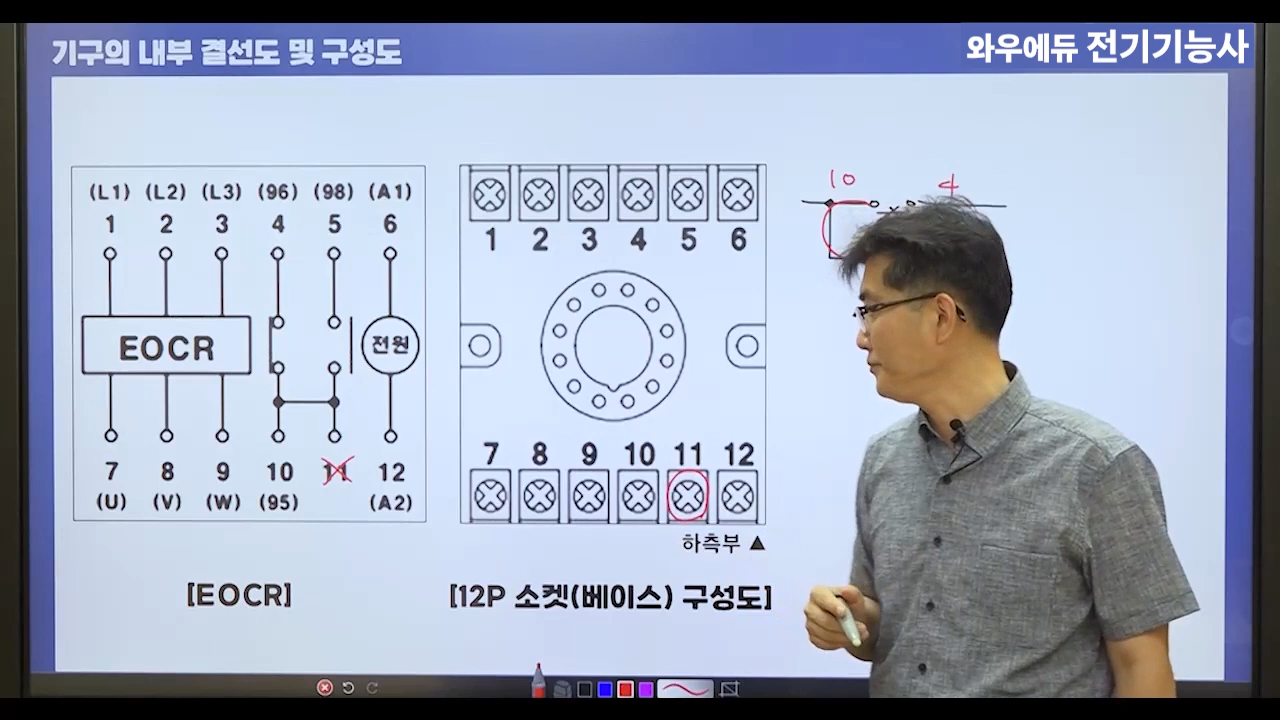 기구의 내부 결선도 및 구성도
와우에듀 전기기능사
(L1) (L2) (L3) (96) (98) (A1)
1 2 3 4 5 6
EOCR
전원
7 8 9 10 11 12
(U) (V) (W) (95) (A2)
[EOCR]
1 2 3 4 5 6
7 8 9 10 11 12
하측부 ▲
[12P 소켓(베이스) 구성도]
10 4